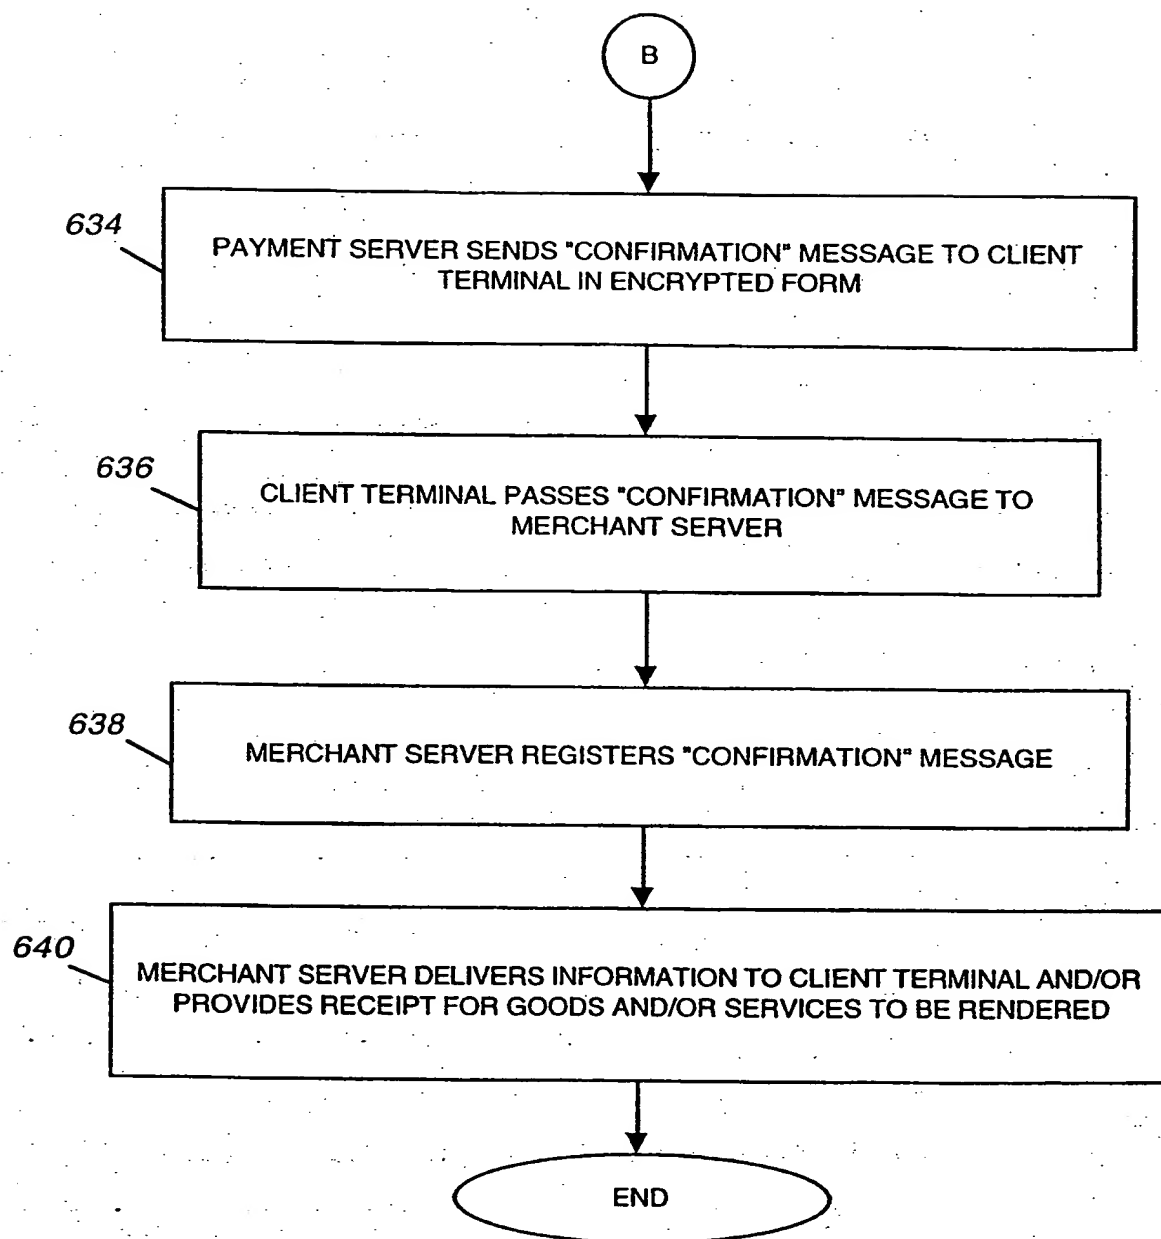 B
634
PAYMENT SERVER SENDS "CONFIRMATION" MESSAGE TO CLIENT
TERMINAL IN ENCRYPTED FORM
636
CLIENT TERMINAL PASSES "CONFIRMATION" MESSAGE TO
MERCHANT SERVER
638
MERCHANT SERVER REGISTERS "CONFIRMATION" MESSAGE
640
MERCHANT SERVER DELIVERS INFORMATION TO CLIENT TERMINAL AND/OR
PROVIDES RECEIPT FOR GOODS AND/OR SERVICES TO BE RENDERED
END